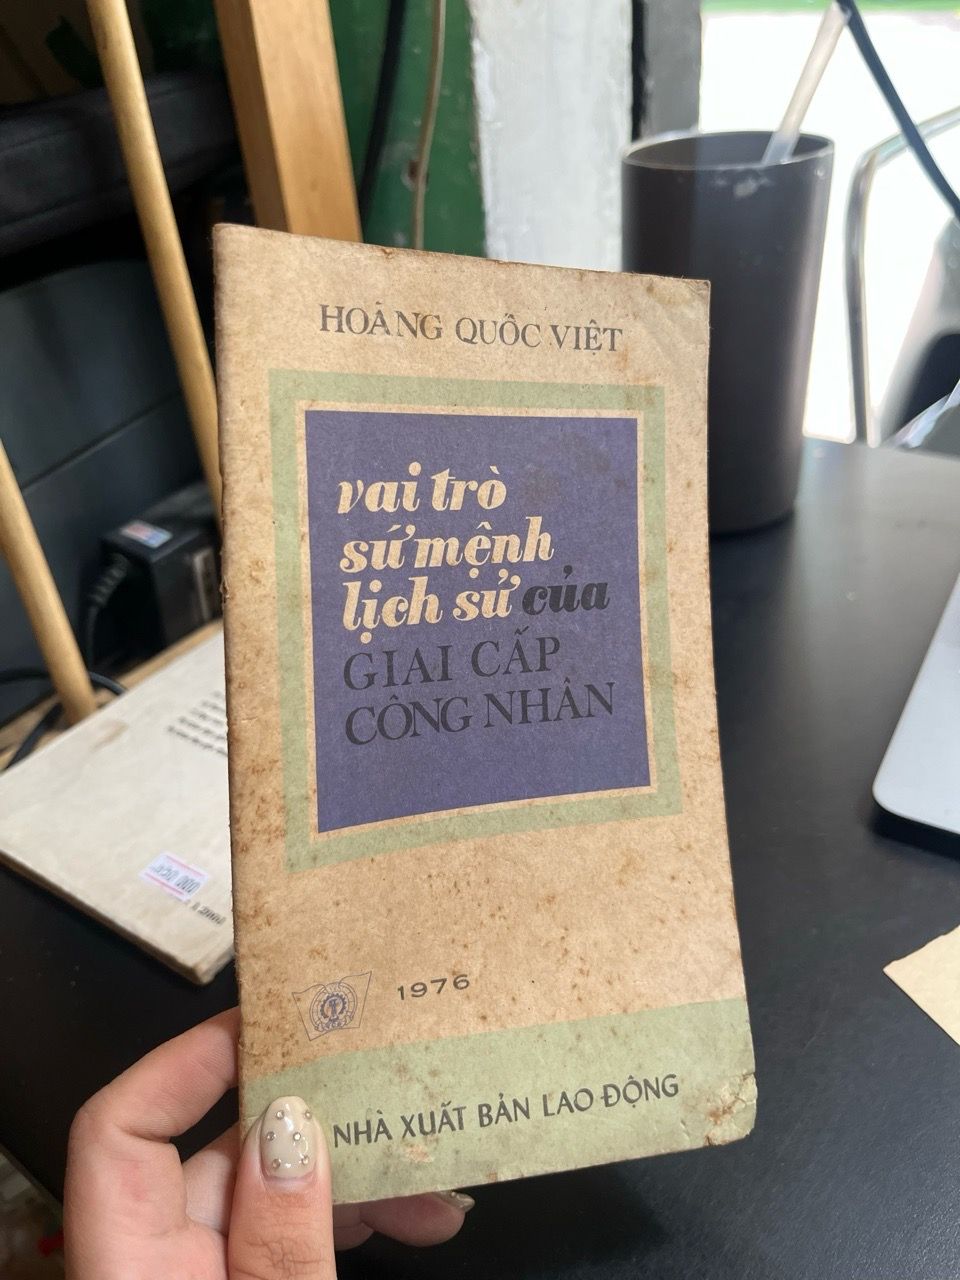 HOÀNG QUỐC VIỆT
vai trò
sứ mệnh
lịch sử của
GIAI CẤP
CÔNG NHÂN
1976
NHÀ XUẤT BẢN LAO ĐỘNG